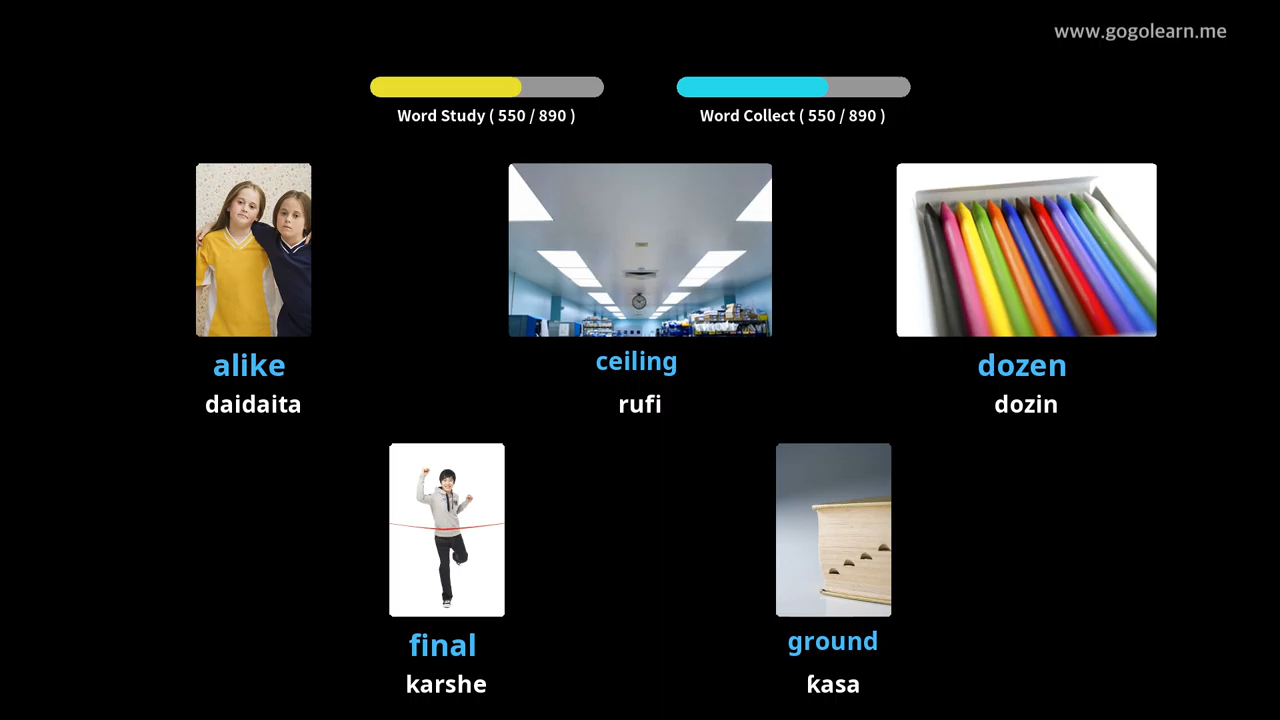 www.gogolearn.me
Word Study ( 550 / 890 )
Word Collect ( 550 / 890 )
alike
ceiling
dozen
daidaita
rufi
dozin
final
ground
karshe
ƙasa